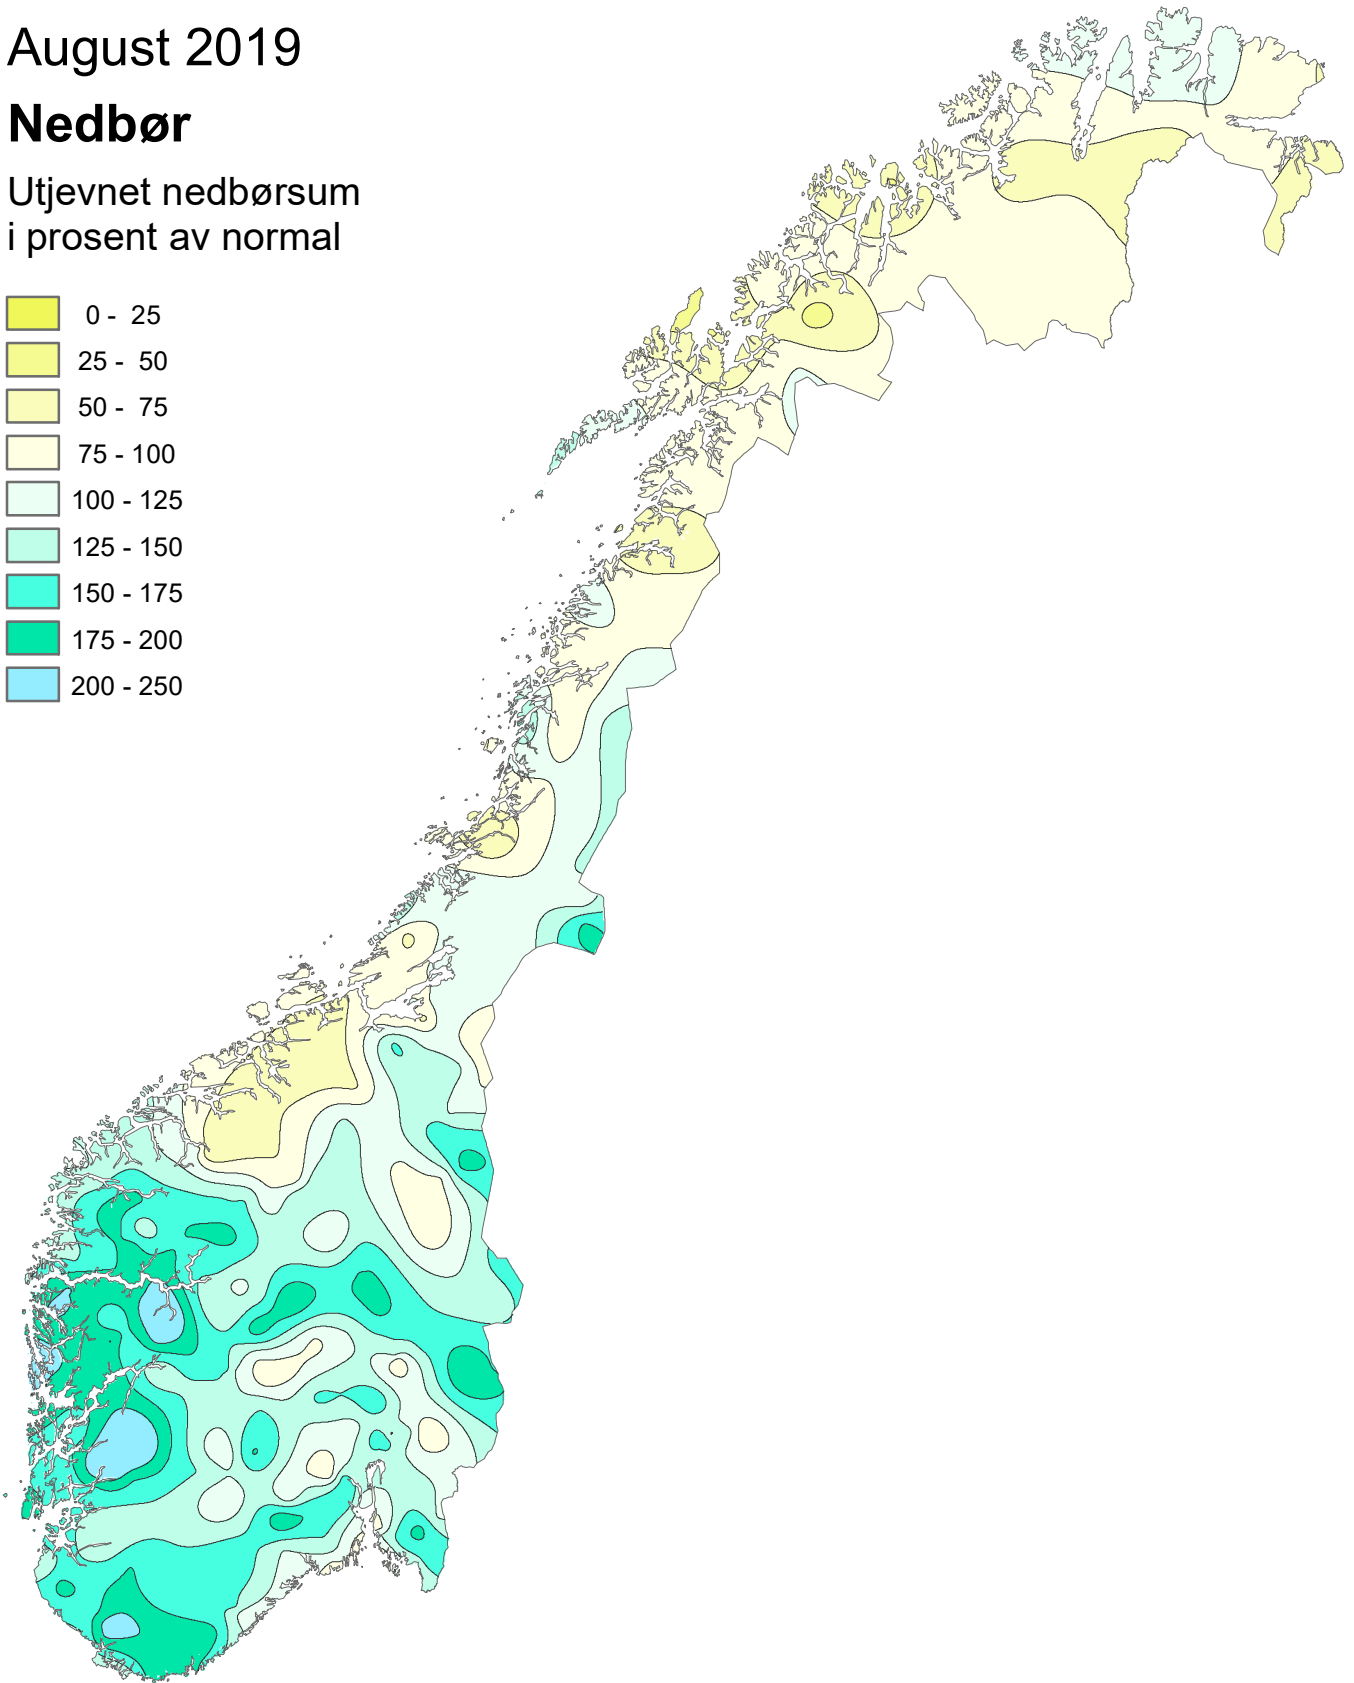 August 2019
Nedbør
Utjevnet nedbørsum
i prosent av normal
0 - 25
25 - 50
50 - 75
75 - 100
100 - 125
125 - 150
150 - 175
175 - 200
200 - 250